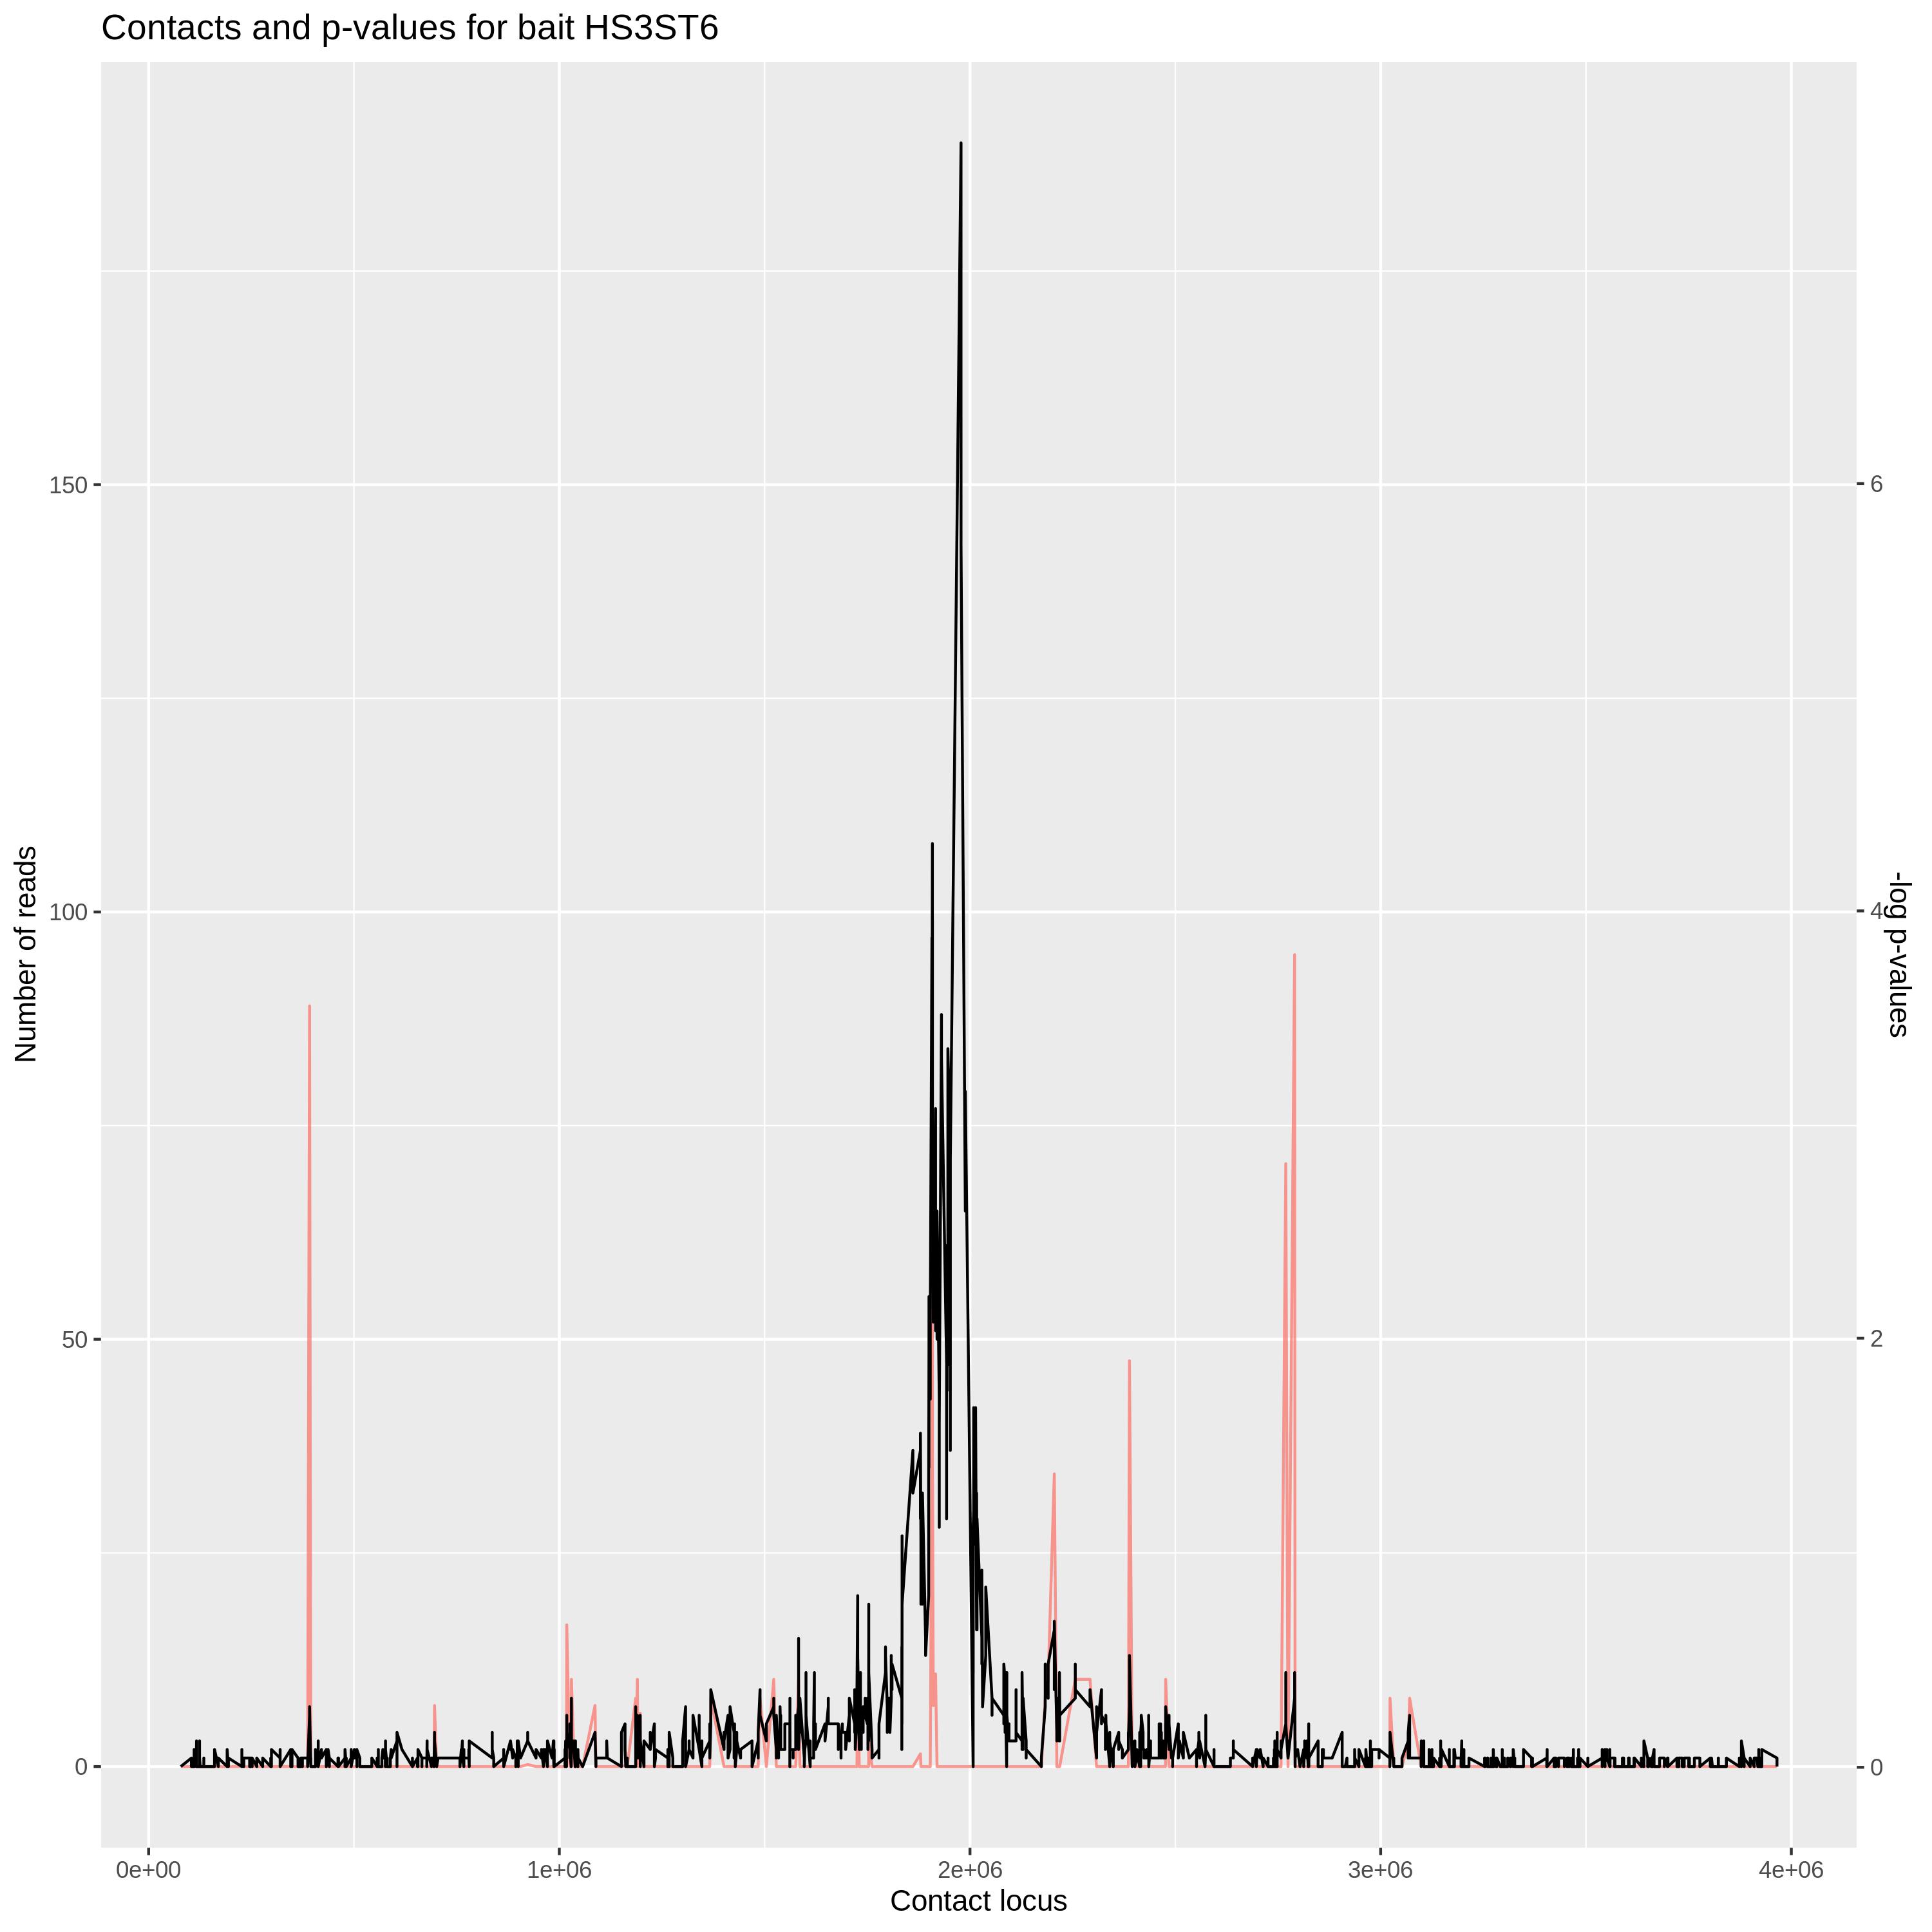 Contacts and p-values for bait HS3ST6
150
100
50
0
Number of reads
6
4
2
0
-log p-values
0e+00 1e+06 2e+06 3e+06 4e+06
Contact locus